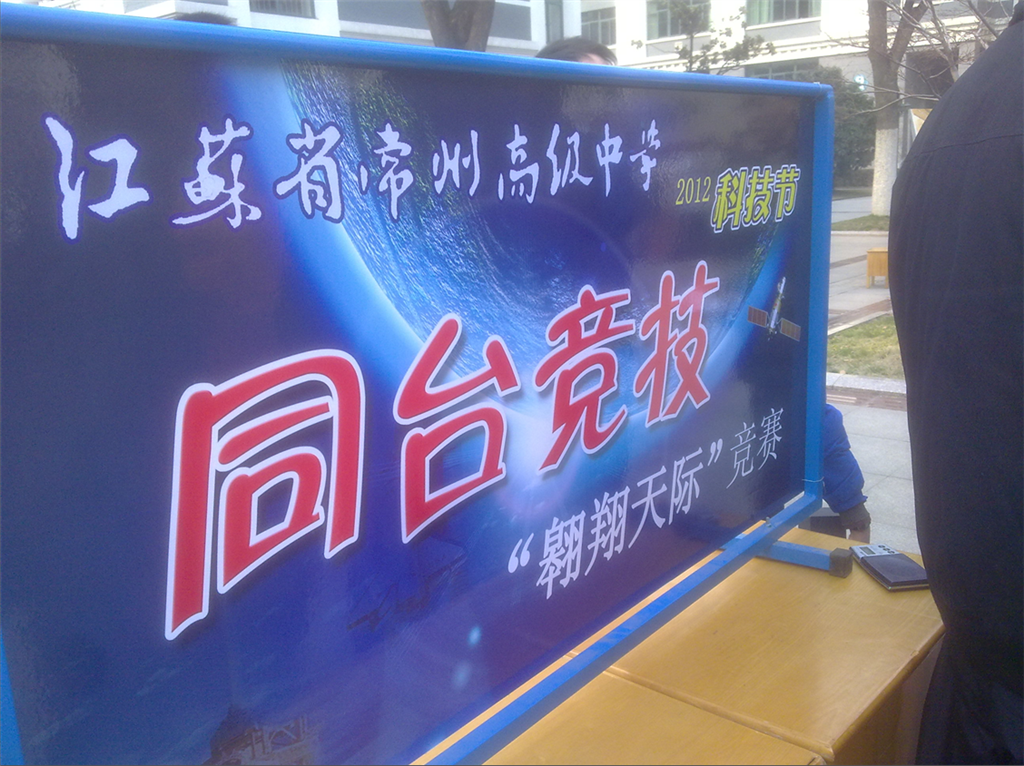 江苏省常州高级中学
2012 科技节
同台竞技
“翱翔天际”竞赛